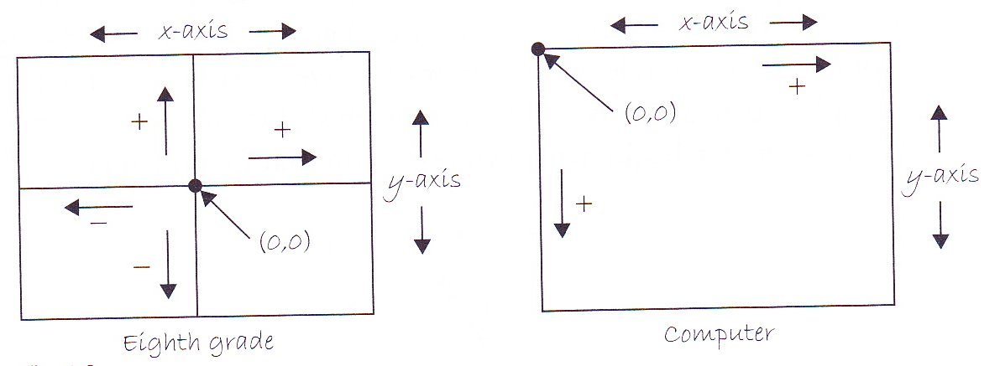 x-axis
+
+
y-axis
−
(0,0)
−
Eighth grade
x-axis
+
(0,0)
y-axis
+
Computer